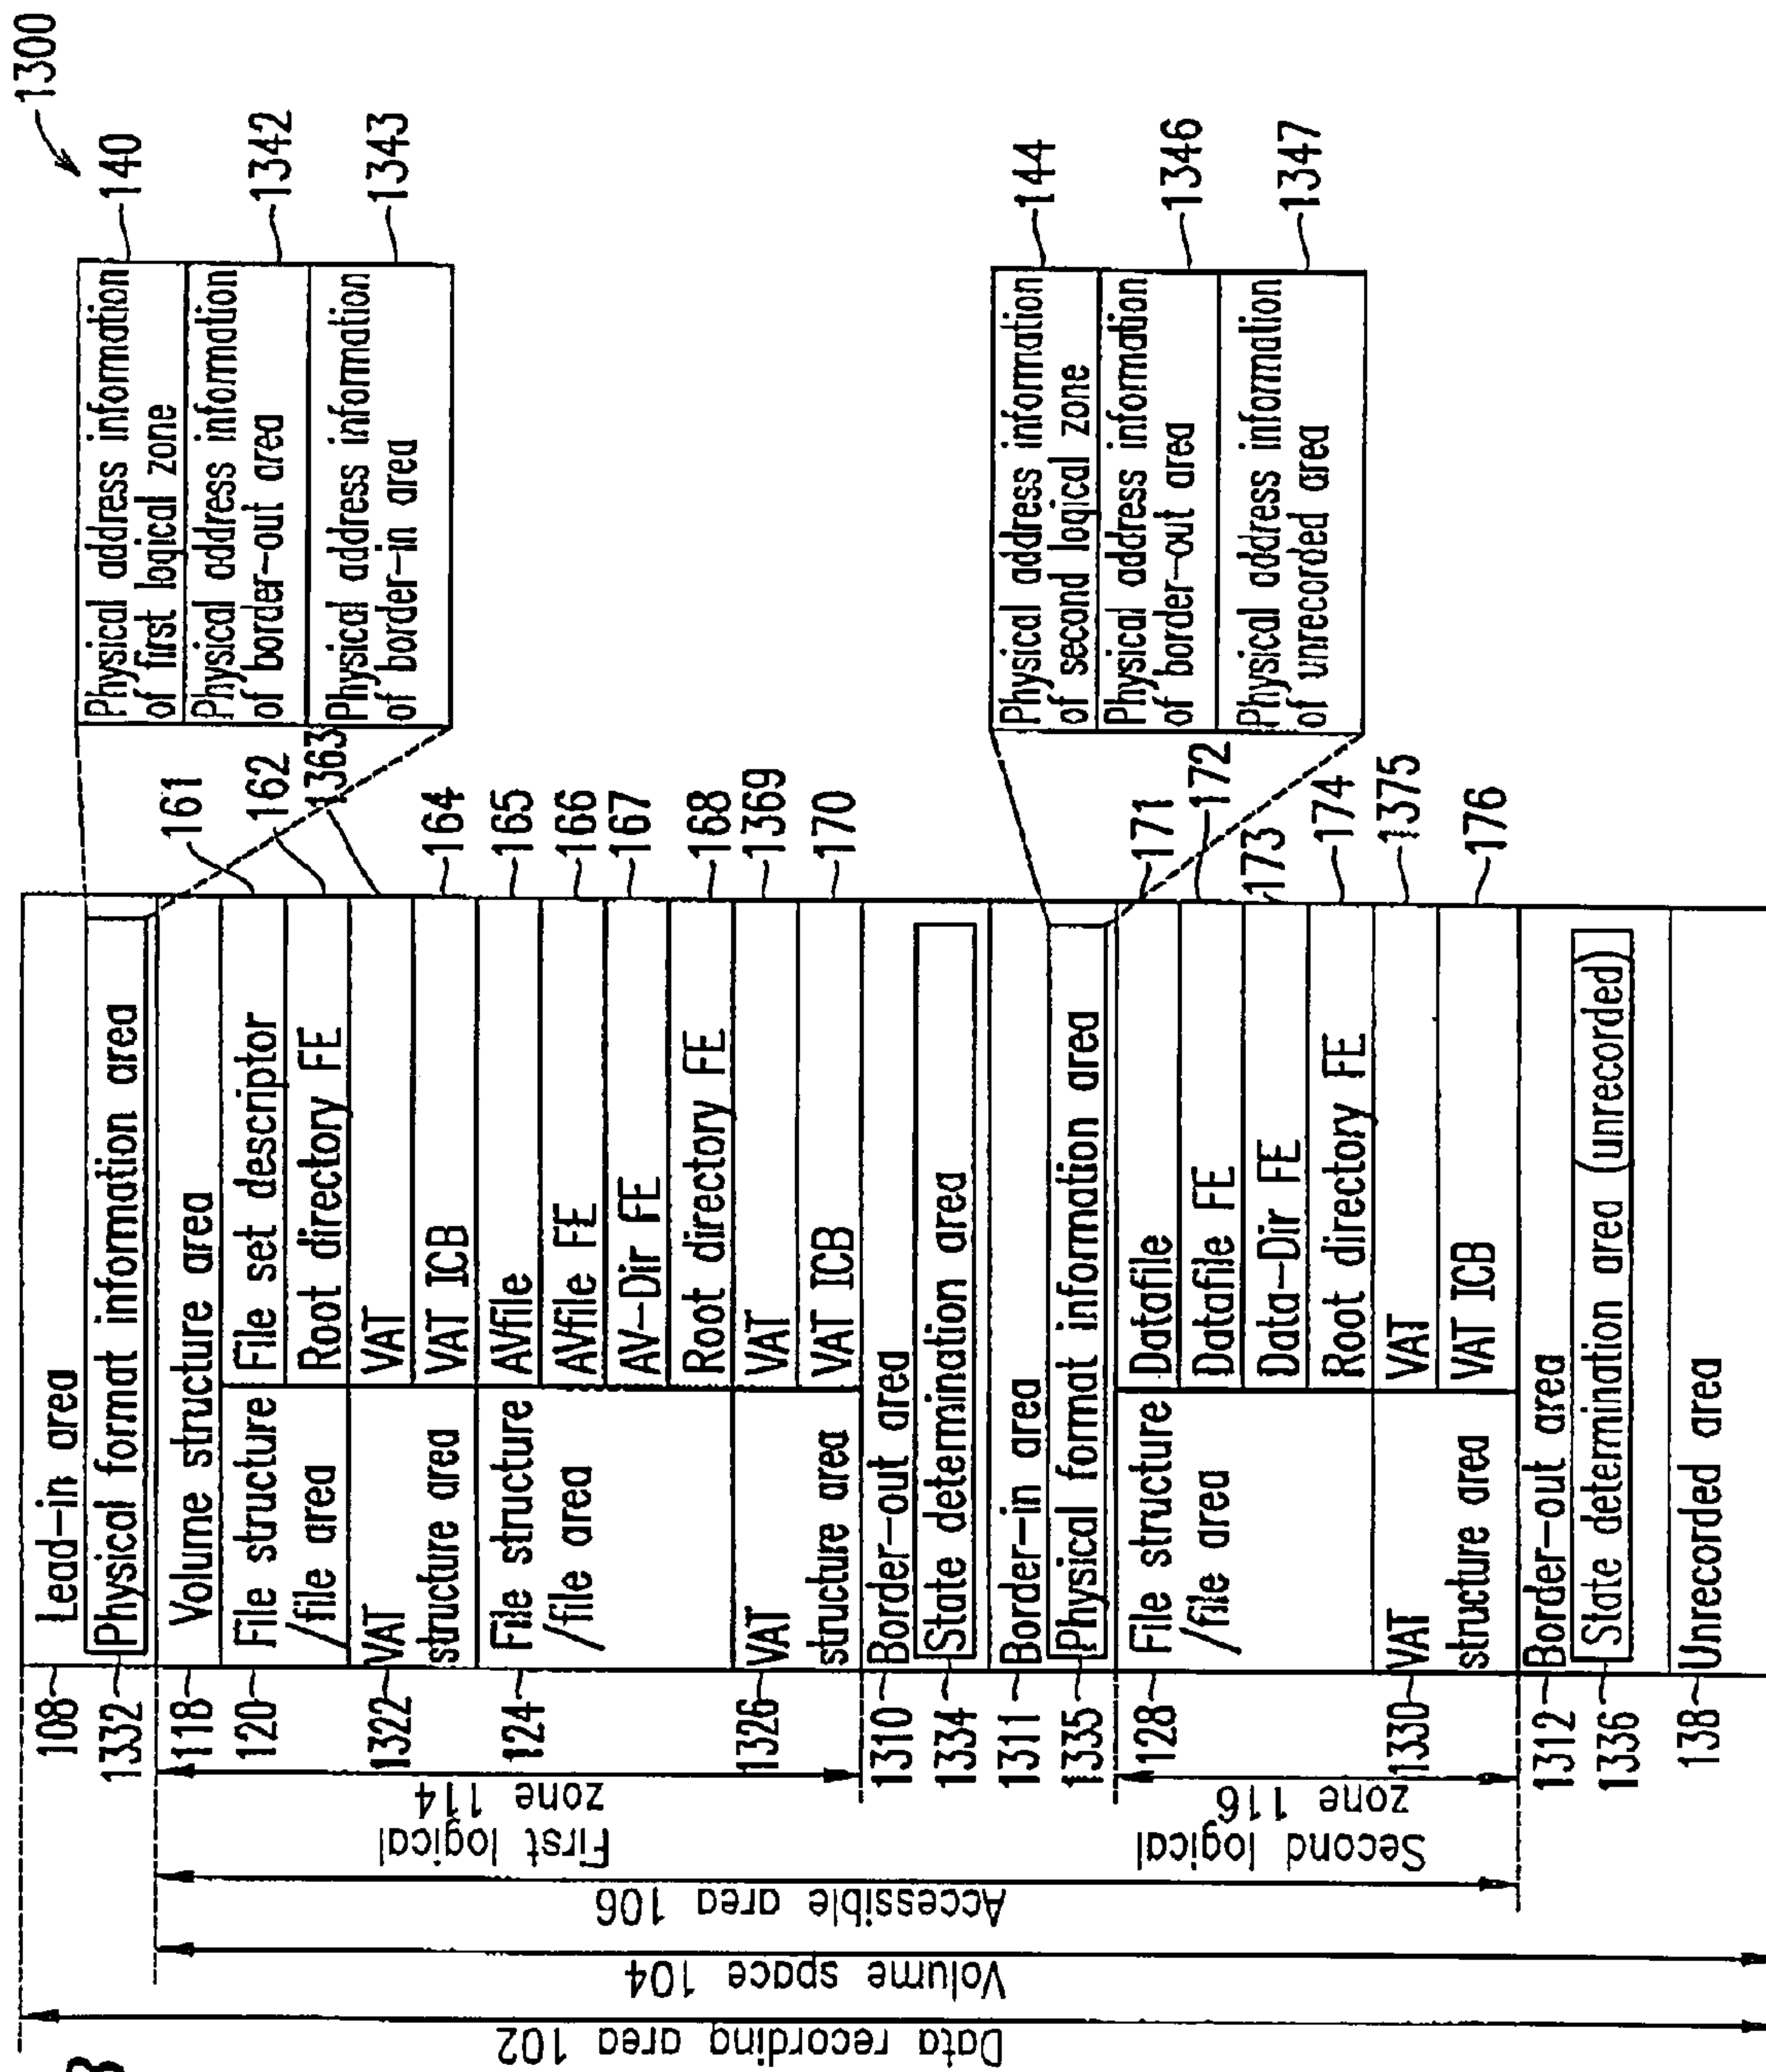 1300
Lead-in area
108
Physical format information area
1332
Physical address information
of first logical zone
140
Physical address information
of border-out area
1342
Physical address information
of border-in area
1343
118
Volume structure area
120
File structure
/file area
File set descriptor
161
Root directory FE
162
1322
VAT
structure area
VAT
1363
VAT ICB
164
124
File structure
/file area
AVfile
165
AVfile FE
166
AV-Dir FE
167
Root directory FE
168
1326
VAT
structure area
VAT
1369
VAT ICB
170
1310
Border-out area
1334
State determination area
1311
Border-in area
1335
Physical format information area
Physical address information
of second logical zone
144
Physical address information
of border-out area
1346
Physical address information
of unrecorded area
1347
128
File structure
/file area
Datafile
171
Datafile FE
172
Data-Dir FE
173
Root directory FE
174
1330
VAT
structure area
VAT
1375
VAT ICB
176
1312
Border-out area
1336
State determination area (unrecorded)
138
Unrecorded area
First logical
zone 114
Second logical
zone 116
Accessible area 106
Volume space 104
Data recording area 102